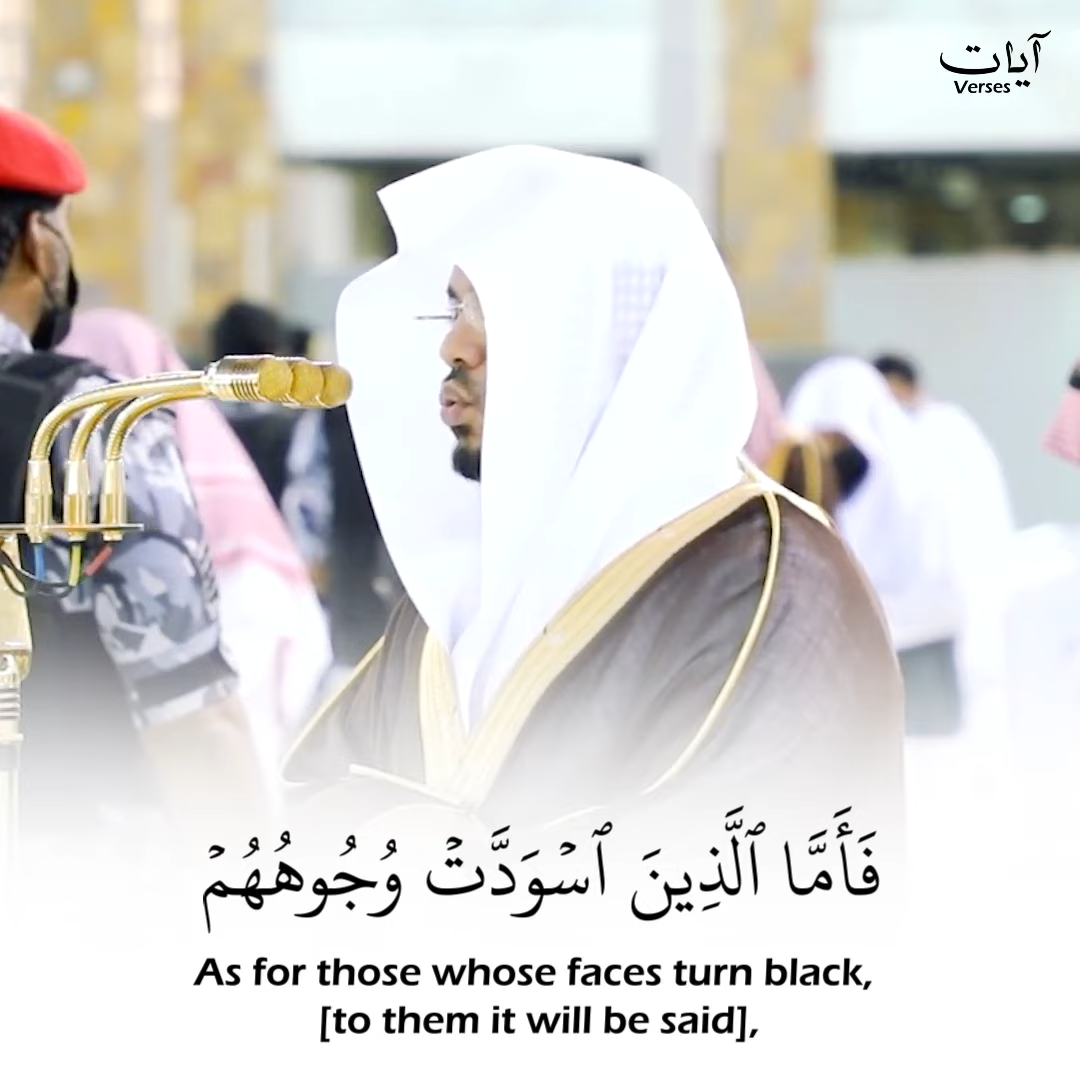 آيات
Verses
فَأَمَّا ٱلَّذِينَ ٱسۡوَدَّتۡ وُجُوهُهُمۡ
As for those whose faces turn black,
[to them it will be said],